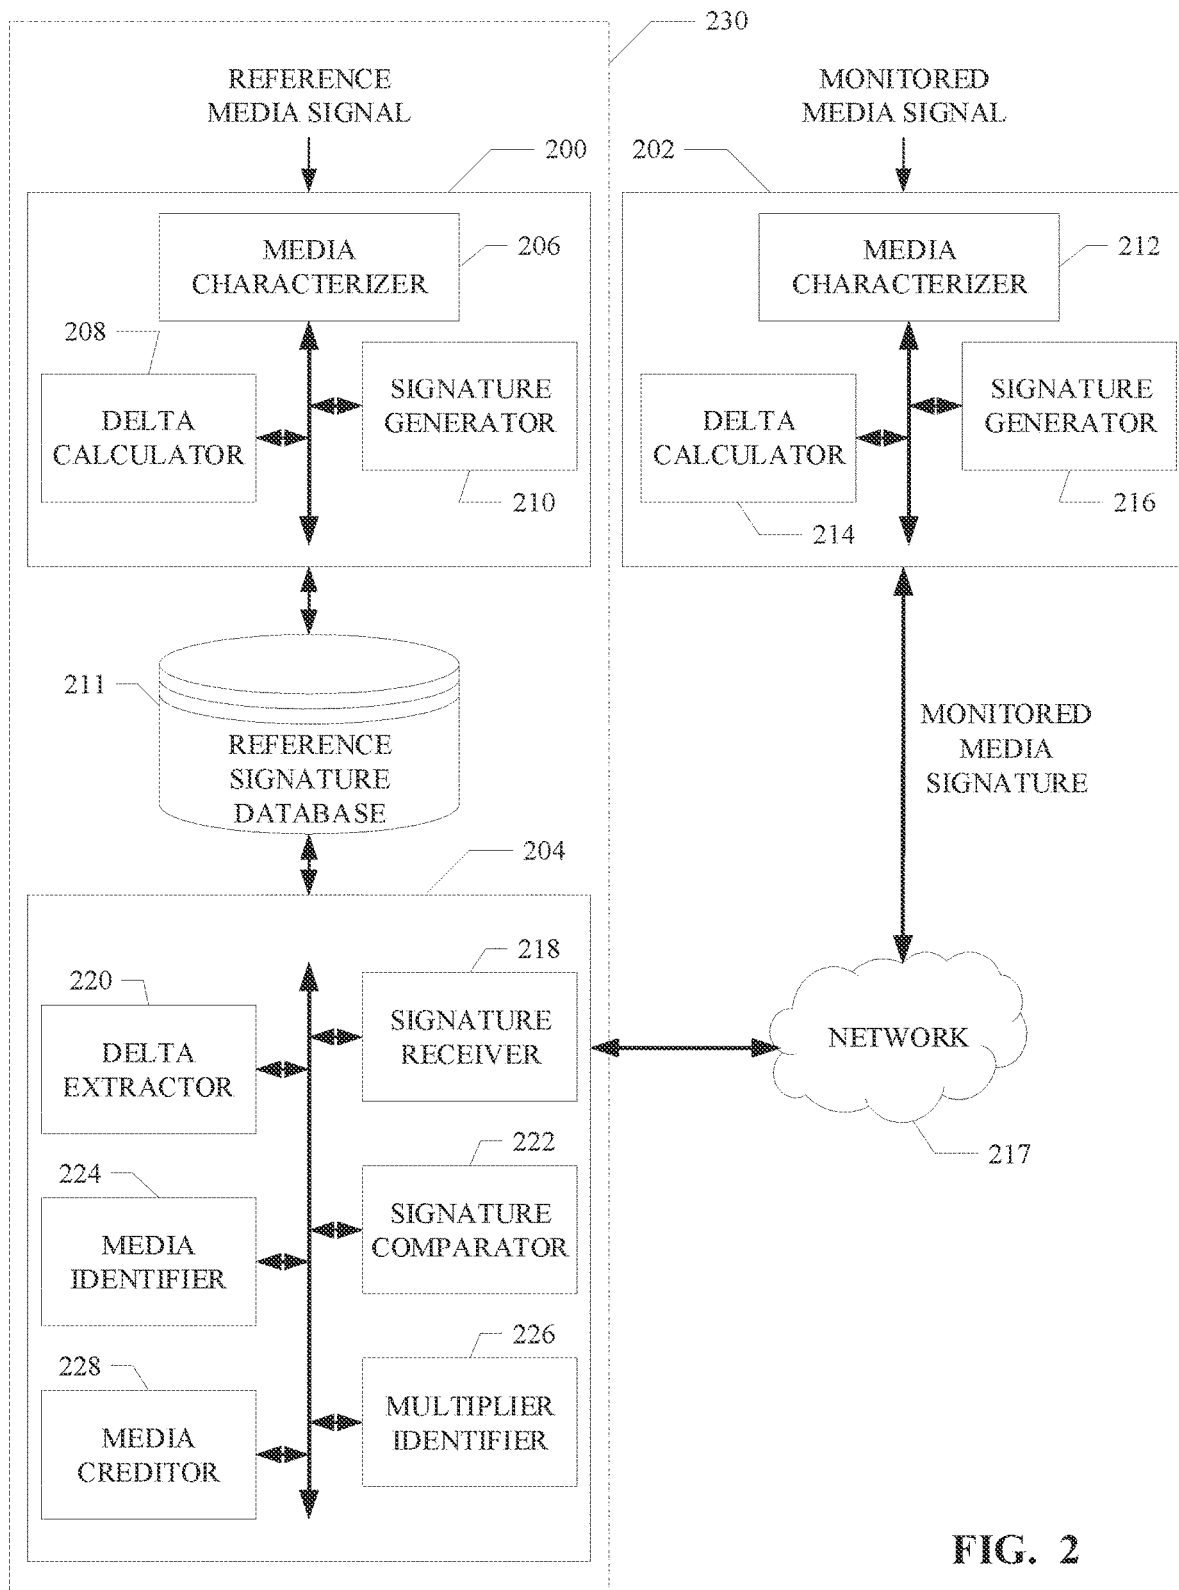 230
REFERENCE
MEDIA SIGNAL
MONITORED
MEDIA SIGNAL
200
202
MEDIA
CHARACTERIZER
206
MEDIA
CHARACTERIZER
212
208
DELTA
CALCULATOR
SIGNATURE
GENERATOR
210
DELTA
CALCULATOR
214
SIGNATURE
GENERATOR
216
211
REFERENCE
SIGNATURE
DATABASE
MONITORED
MEDIA
SIGNATURE
204
218
220
SIGNATURE
RECEIVER
DELTA
EXTRACTOR
NETWORK
217
222
224
SIGNATURE
COMPARATOR
MEDIA
IDENTIFIER
226
228
MULTIPLIER
IDENTIFIER
MEDIA
CREDITOR
FIG. 2